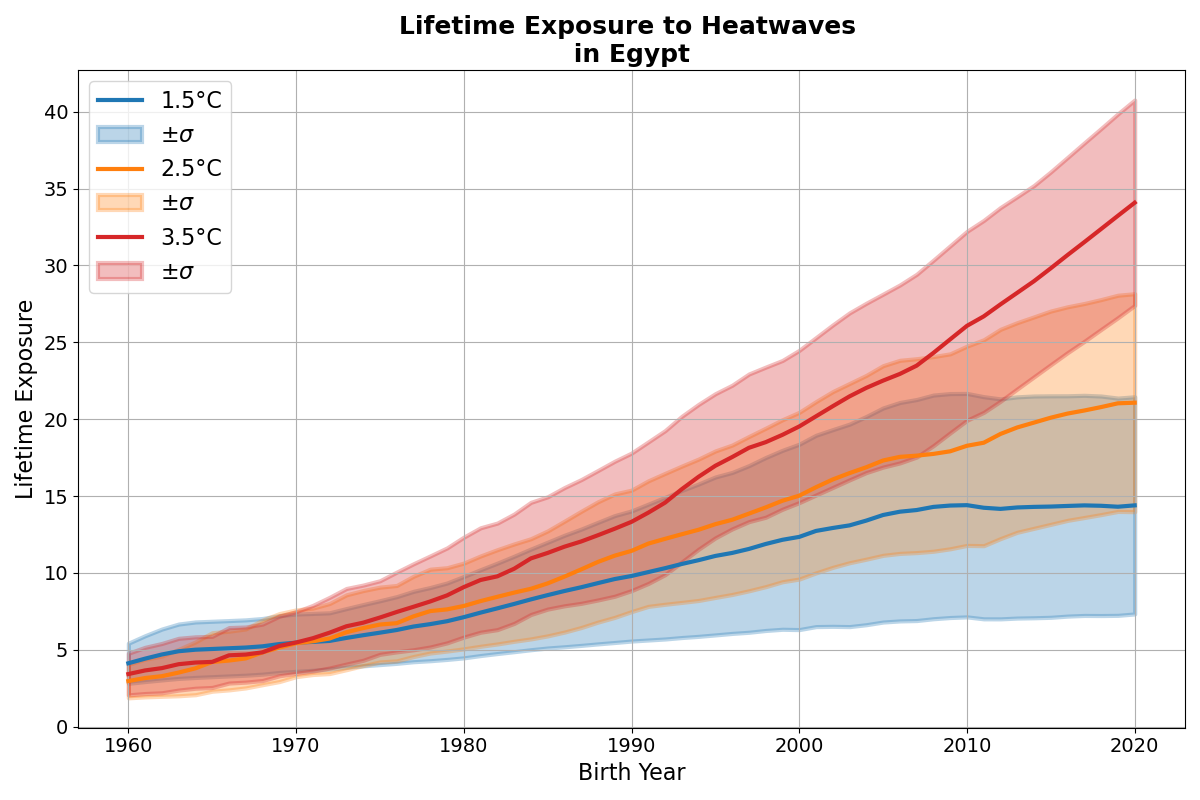 Lifetime Exposure to Heatwaves
in Egypt
1.5°C
±σ
2.5°C
±σ
3.5°C
±σ
Lifetime Exposure
40
35
30
25
20
15
10
5
0
1960 1970 1980 1990 2000 2010 2020
Birth Year